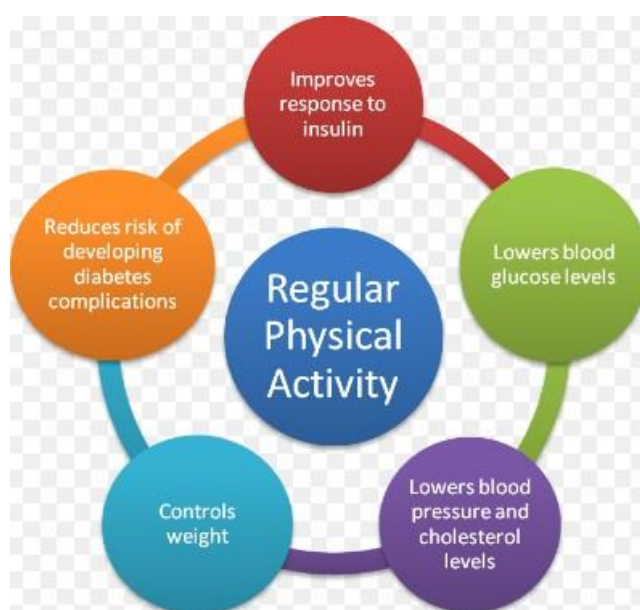 Improves
response to
insulin
Lowers blood
glucose levels
Lowers blood
pressure and
cholesterol
levels
Controls
weight
Reduces risk of
developing
diabetes
complications
Regular
Physical
Activity